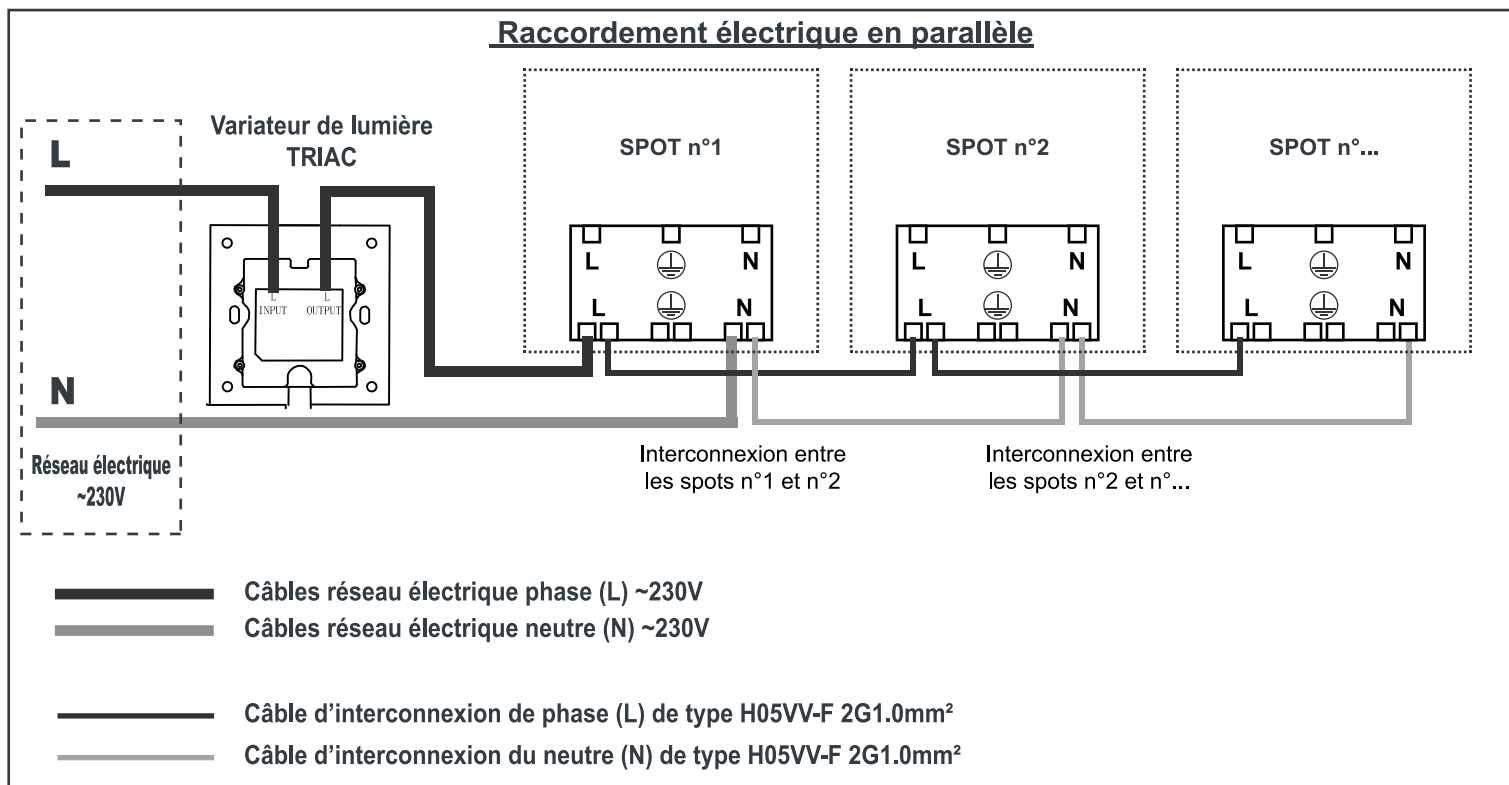 Raccordement électrique en parallèle
L
Variateur de lumière
TRIAC
SPOT n°1
SPOT n°2
SPOT n°...
L N
L N
L N
L N
L N
L N
L L
INPUT OUTPUT
N
Réseau électrique
~230V
Interconnexion entre
les spots n°1 et n°2
Interconnexion entre
les spots n°2 et n°...
Câbles réseau électrique phase (L) ~230V
Câbles réseau électrique neutre (N) ~230V
Câble d’interconnexion de phase (L) de type H05VV-F 2G1.0mm²
Câble d’interconnexion du neutre (N) de type H05VV-F 2G1.0mm²